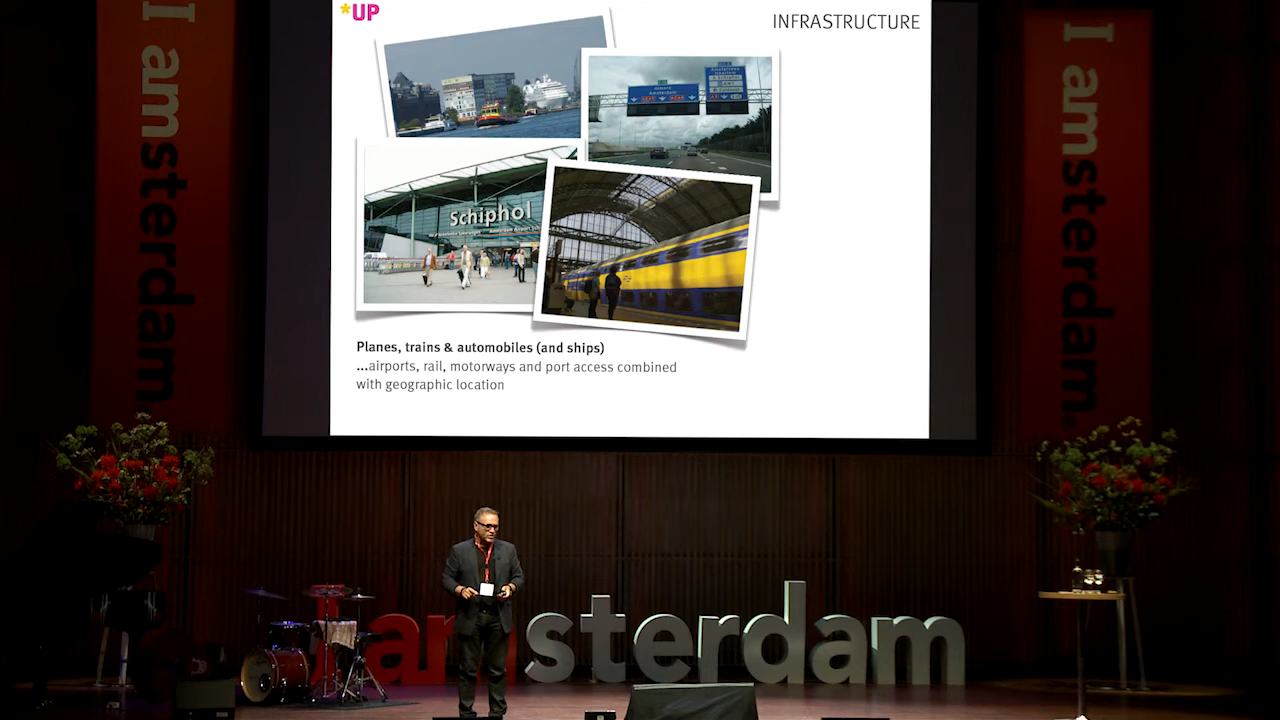 *UP
INFRASTRUCTURE
Schiphol
Planes, trains & automobiles (and ships)
...airports, rail, motorways and port access combined
with geographic location
I amsterdam.
I amsterdam.
I amsterdam